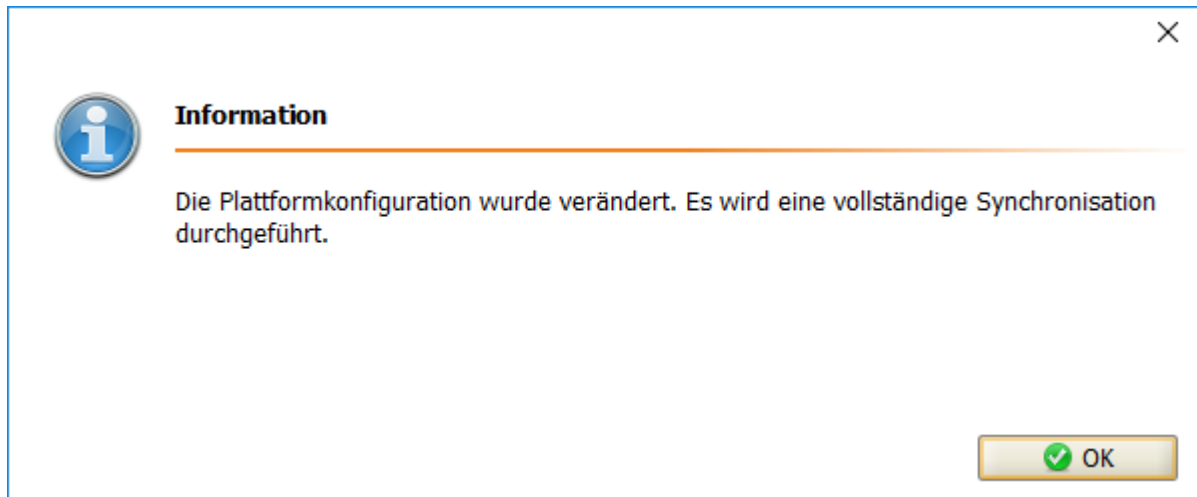 Information
Die Plattformkonfiguration wurde verändert. Es wird eine vollständige Synchronisation
durchgeführt.
OK